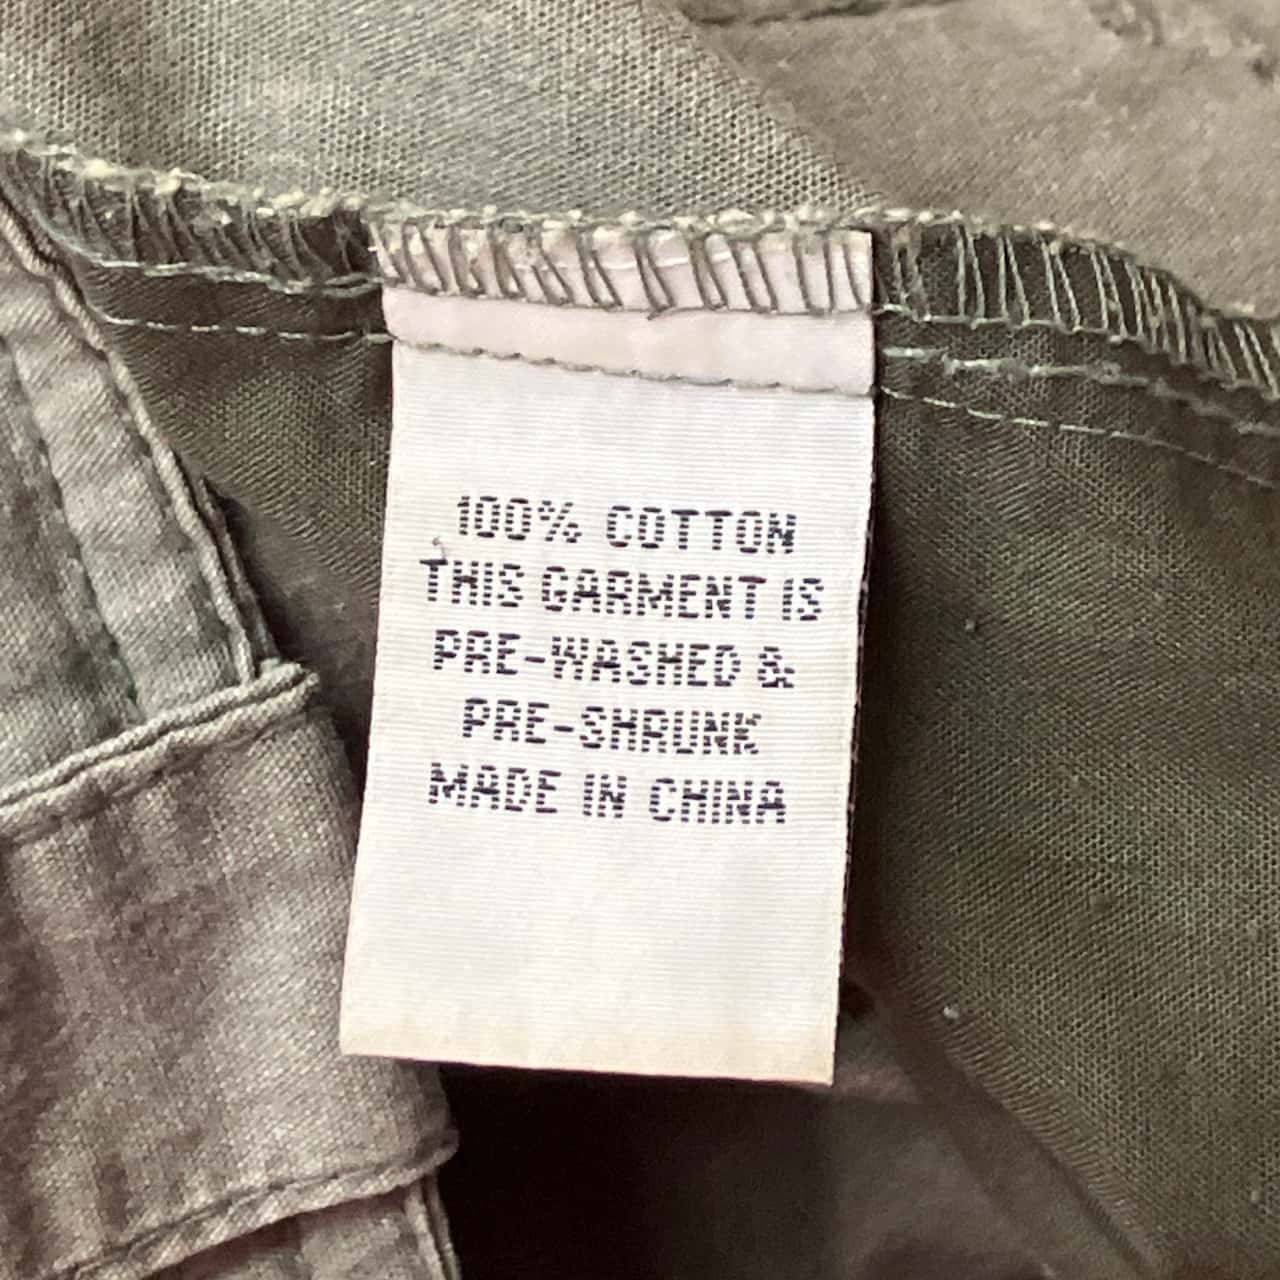 100% COTTON
THIS GARMENT IS
PRE-WASHED &
PRE-SHRUNK
MADE IN CHINA